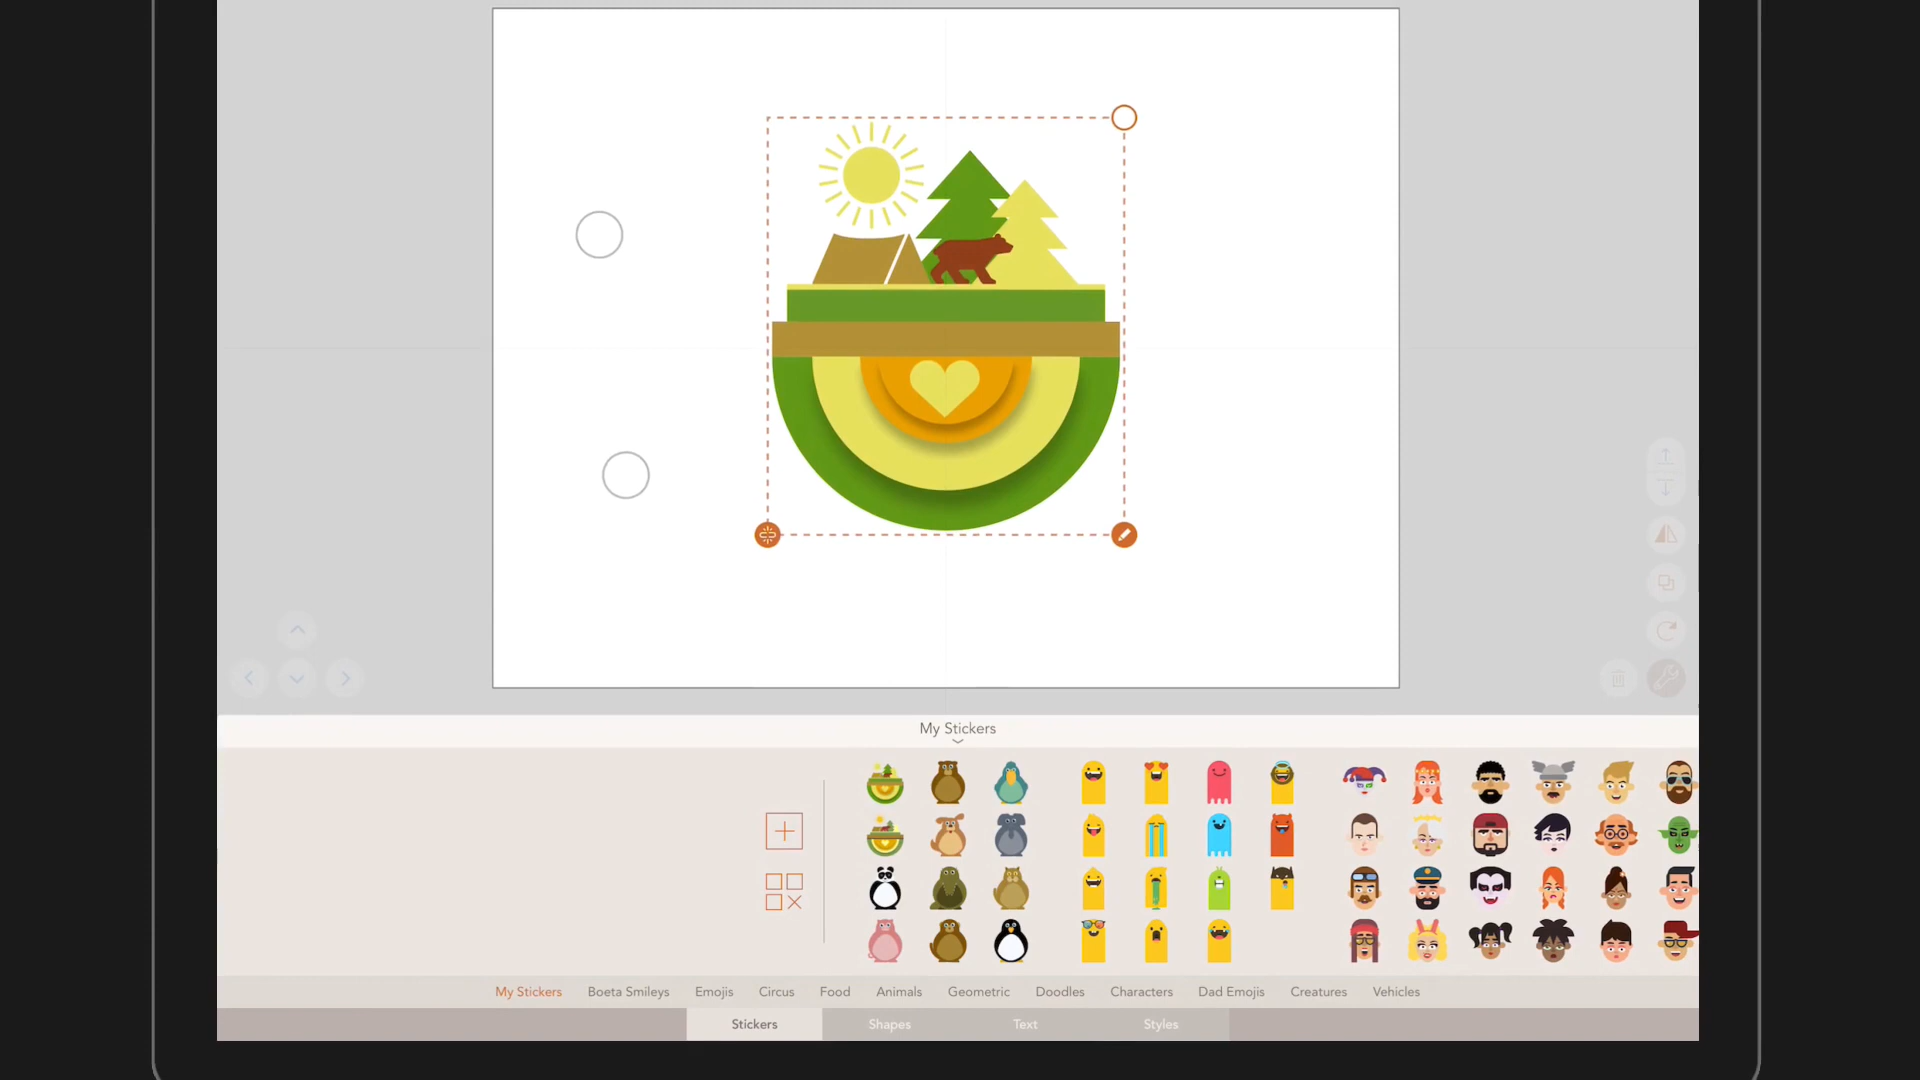 My Stickers
My Stickers Boeta Smileys Emojis Circus Food Animals Geometric Doodles Characters Dad Emojis Creatures Vehicles
Stickers Shapes Text Styles